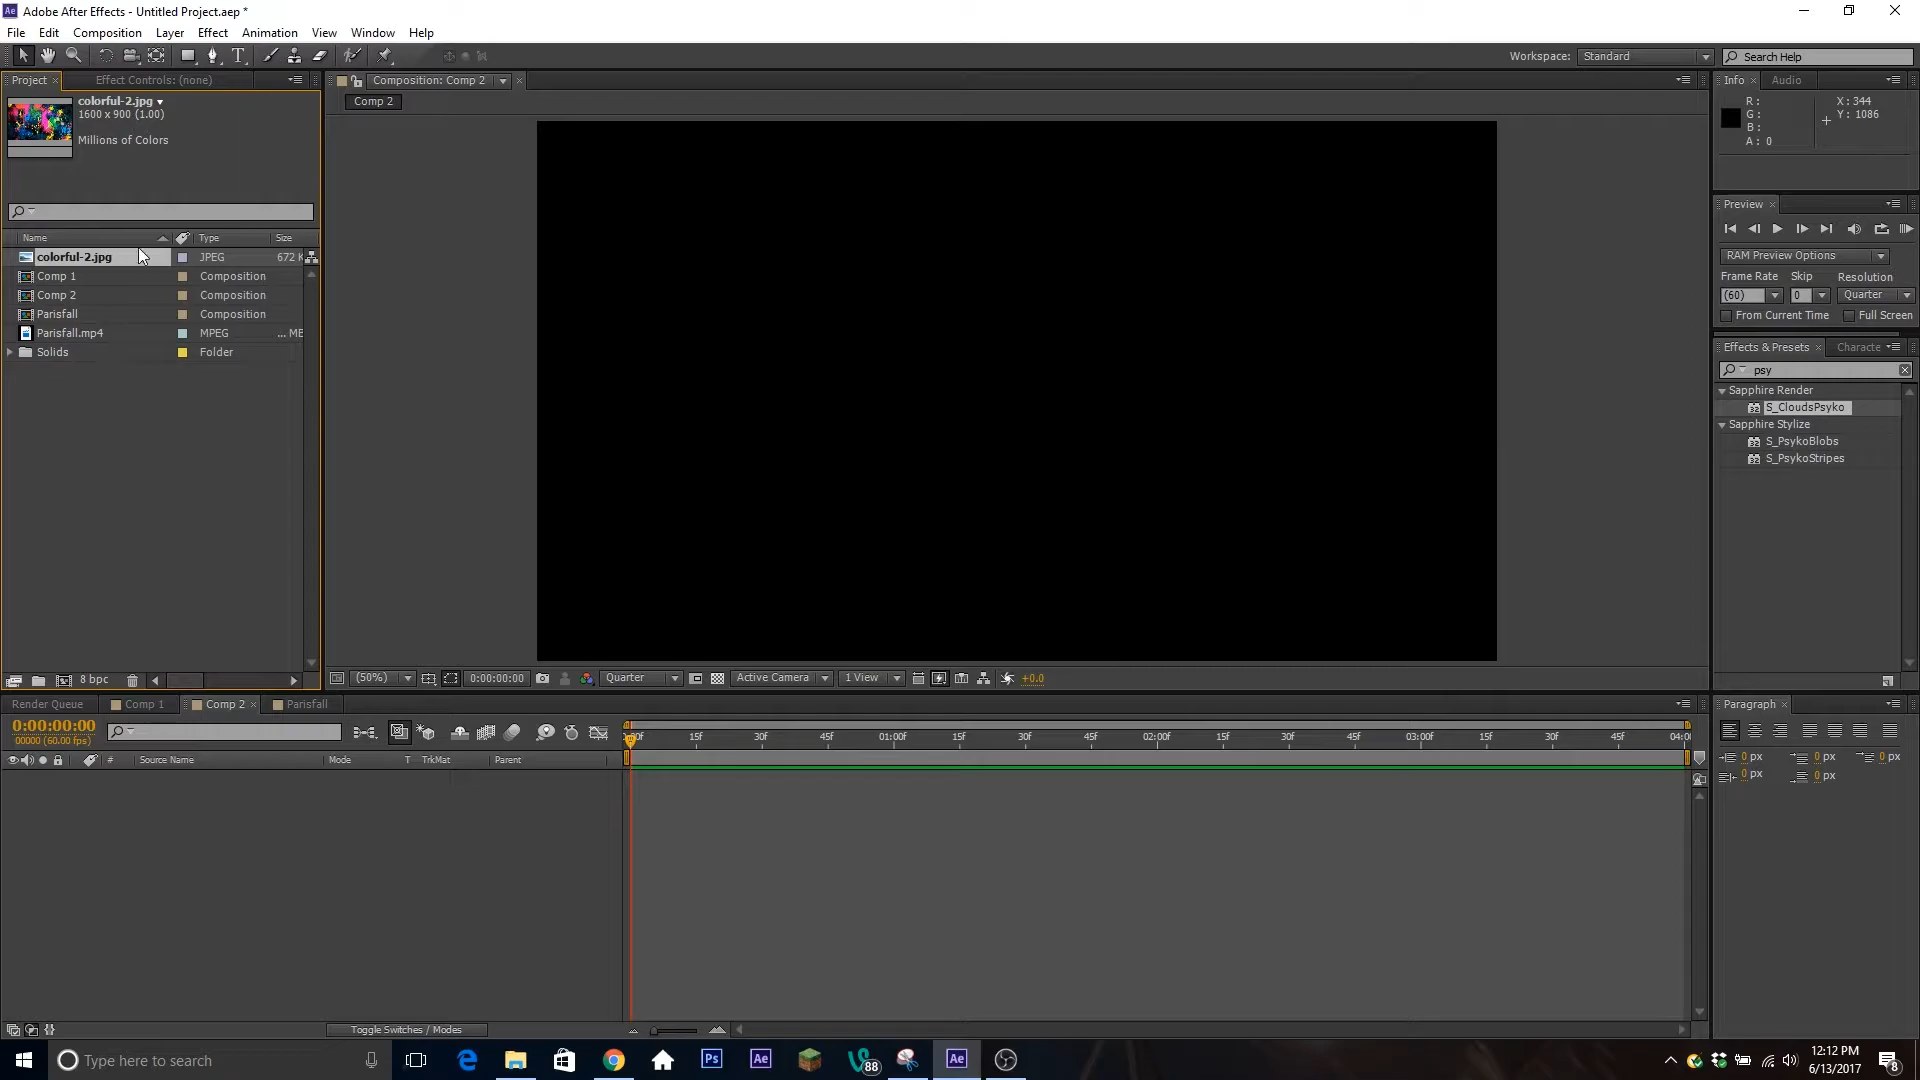 Adobe After Effects - Untitled Project.aep *
File Edit Composition Layer Effect Animation View Window Help
Workspace: Standard Search Help
Project Effect Controls: (none)
colorful-2.jpg
1600 x 900 (1.00)
Millions of Colors
Name Type Size
colorful-2.jpg JPEG 672 K
Comp 1 Composition
Comp 2 Composition
Parisfall Composition
Parisfall.mp4 MPEG ... ME
Solids Folder
8 bpc
Composition: Comp 2
Comp 2
(50%) 0:00:00:00 Quarter Active Camera 1 View +0.0
Info Audio
R: X: 344
G: Y: 1086
B:
A: 0
Preview
RAM Preview Options
Frame Rate Skip Resolution
(60) 0 Quarter
From Current Time Full Screen
Effects & Presets Characte
psy
Sapphire Render
S_CloudsPsyko
Sapphire Stylize
S_PsykoBlobs
S_PsykoStripes
Render Queue Comp 1 Comp 2 Parisfall
0:00:00:00
00000 (60.00 fps)
15f 30f 45f 01:00f 15f 30f 45f 02:00f 15f 30f 45f 03:00f 15f 30f 45f 04:0
# Source Name Mode T TrkMat Parent
Toggle Switches / Modes
Paragraph
0 px 0 px 0 px
0 px 0 px
Type here to search
Ps Ae 88 Ae
12:12 PM
6/13/2017
8